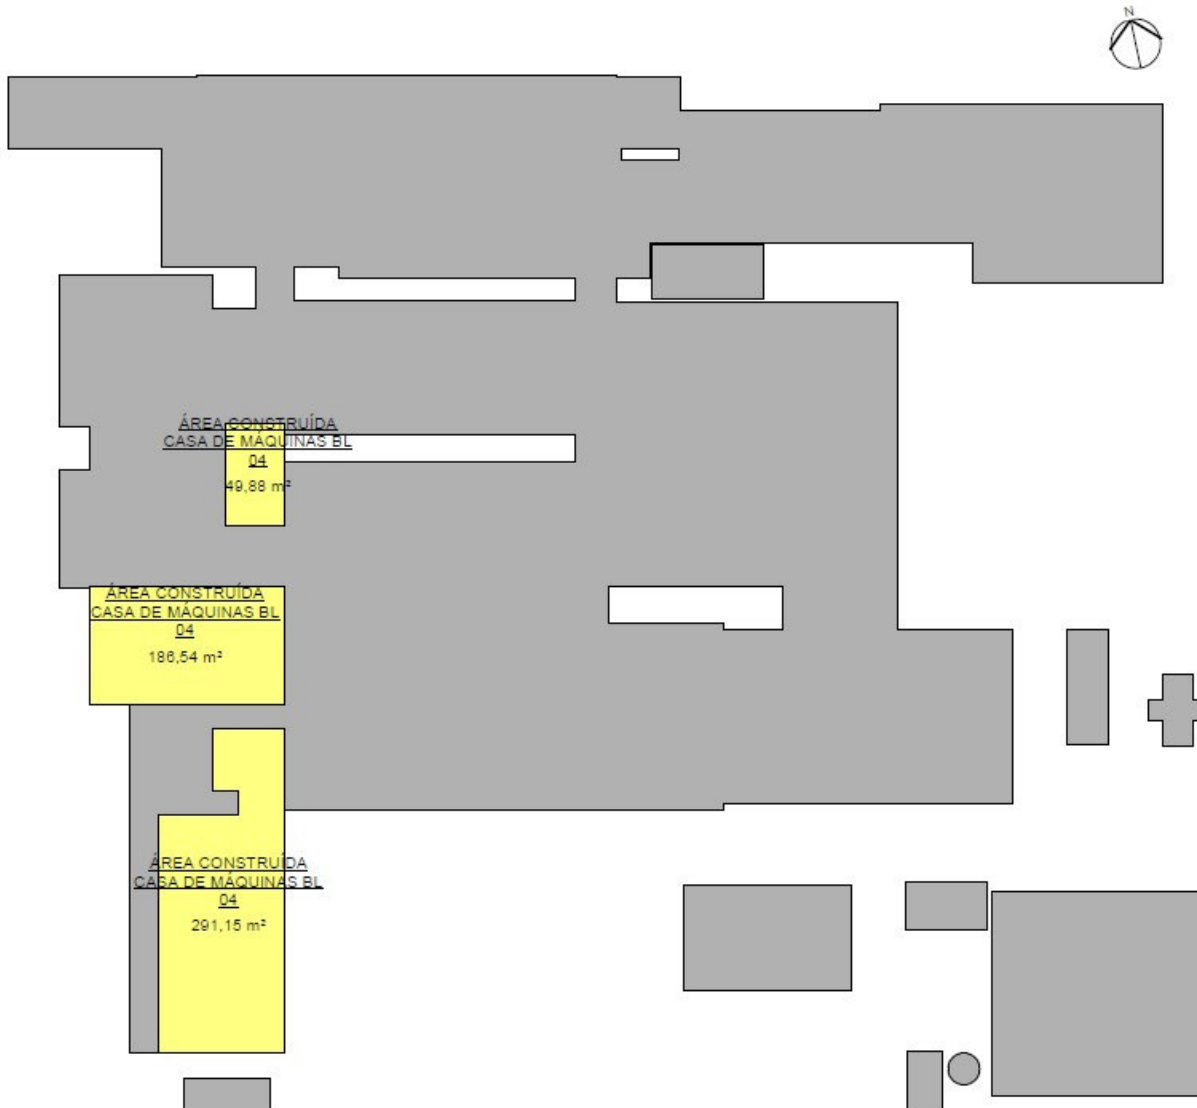 N
ÁREA CONSTRUÍDA
CASA DE MÁQUINAS BL
04
49,88 m²
ÁREA CONSTRUÍDA
CASA DE MÁQUINAS BL
04
186,54 m²
ÁREA CONSTRUÍDA
CASA DE MÁQUINAS BL
04
291,15 m²